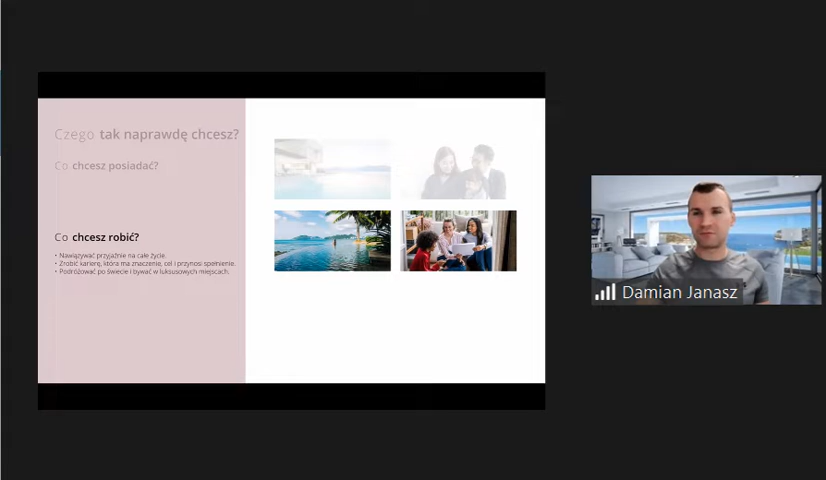 Czego tak naprawdę chcesz?
Co chcesz posiadać?
Co chcesz robić?
• Nawiązywać przyjaźnie na całe życie.
• Zrobić karierę, która ma znaczenie, cel i przynosi spełnienie.
• Podróżować po świecie i bywać w luksusowych miejscach.
Damian Janasz